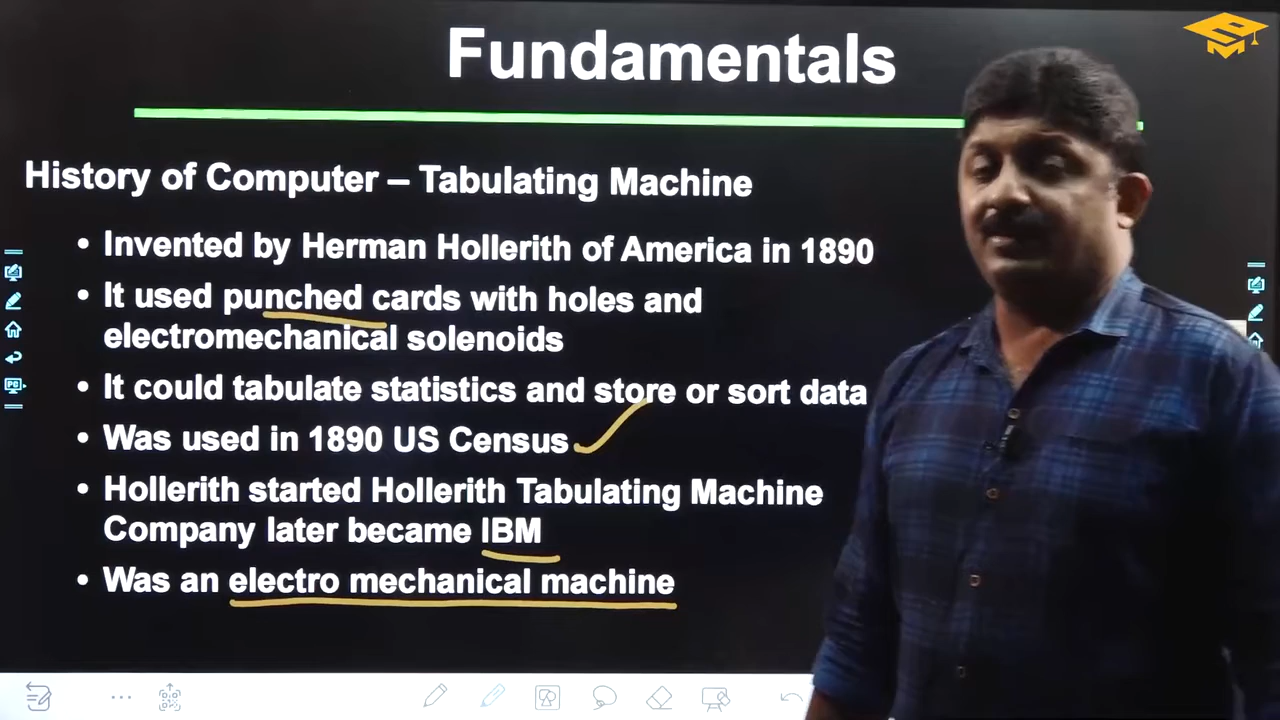 Fundamentals
History of Computer – Tabulating Machine
• Invented by Herman Hollerith of America in 1890
• It used punched cards with holes and
electromechanical solenoids
• It could tabulate statistics and store or sort data
• Was used in 1890 US Census
• Hollerith started Hollerith Tabulating Machine
Company later became IBM
• Was an electro mechanical machine